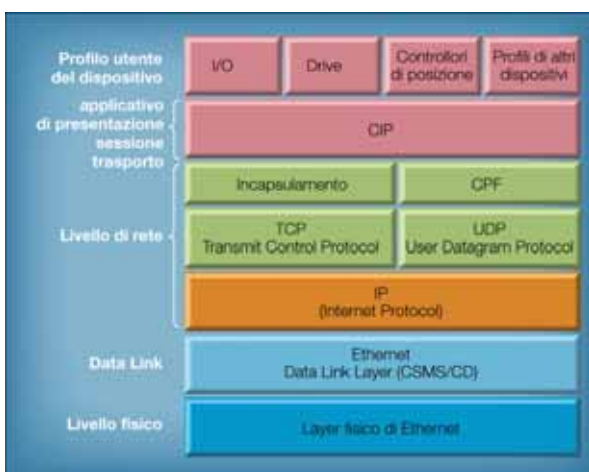 Profilo utente
del dispositivo
I/O
Drive
Controllori
di posizione
Profili di altri
dispositivi
applicativo
di presentazione
sessione
trasporto
CIP
Livello di rete
Incapsulamento
CPF
TCP
Transmit Control Protocol
UDP
User Datagram Protocol
IP
(Internet Protocol)
Data Link
Ethernet
Data Link Layer (CSMS/CD)
Livello fisico
Layer fisico di Ethernet